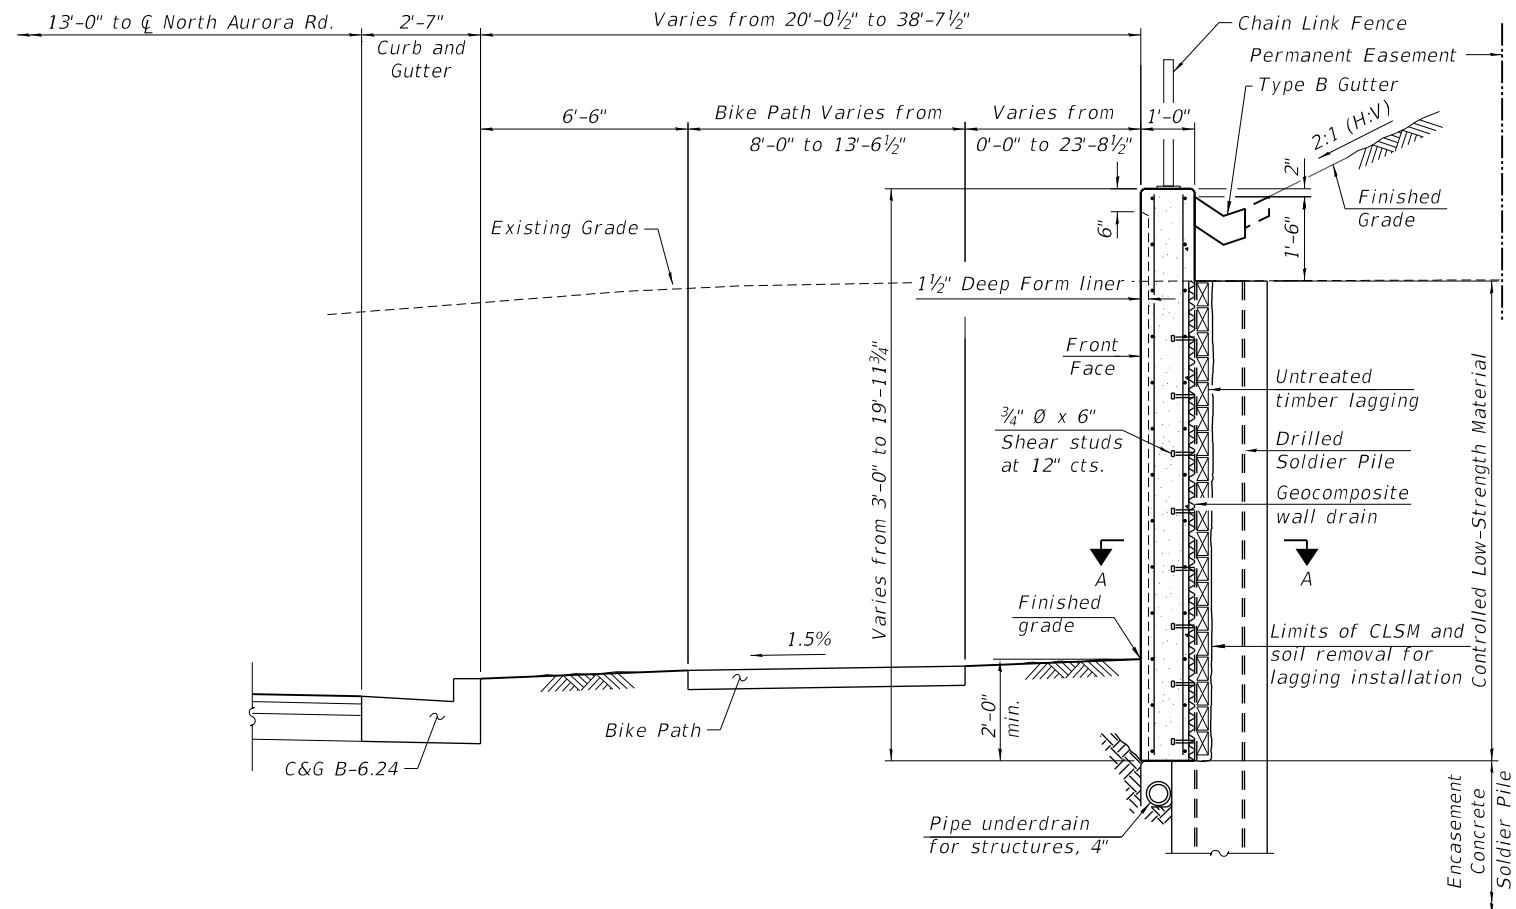 13'-0" to ℄ North Aurora Rd.
2'-7"
Curb and
Gutter
Varies from 20'-0½" to 38'-7½"
Chain Link Fence
Permanent Easement
Type B Gutter
6'-6"
Bike Path Varies from
8'-0" to 13'-6½"
Varies from
0'-0" to 23'-8½"
1'-0"
2:1 (H:V)
2"
Finished
Grade
6"
1'-6"
Existing Grade
1½" Deep Form liner
Front
Face
Varies from 3'-0" to 19'-11¾"
Untreated
timber lagging
¾" Ø x 6"
Shear studs
at 12" cts.
Drilled
Soldier Pile
Geocomposite
wall drain
Controlled Low-Strength Material
A
A
Finished
grade
1.5%
Limits of CLSM and
soil removal for
lagging installation
2'-0"
min.
Bike Path
C&G B-6.24
Pipe underdrain
for structures, 4"
Encasement
Concrete
Soldier Pile